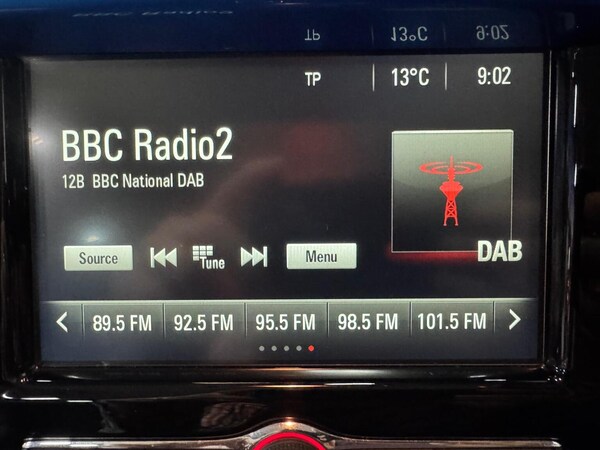 TP 13°C 9:02
BBC Radio2
12B BBC National DAB
DAB
Source Tune Menu
89.5 FM 92.5 FM 95.5 FM 98.5 FM 101.5 FM